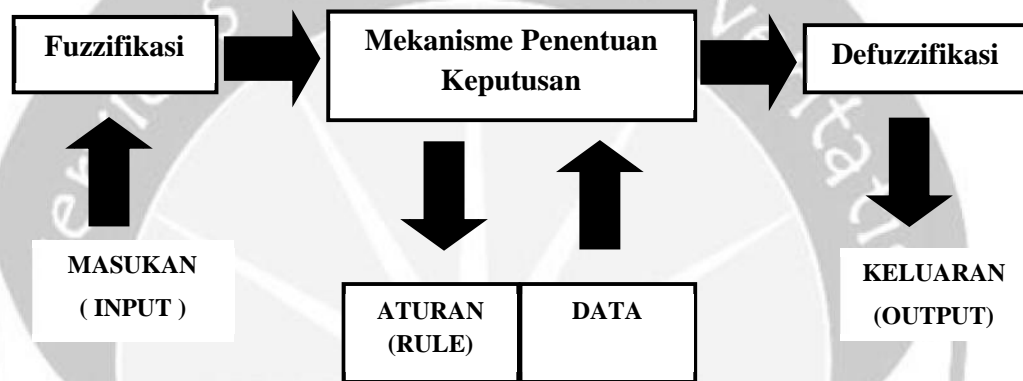 Fuzzifikasi
Mekanisme Penentuan
Keputusan
Defuzzifikasi
MASUKAN
( INPUT )
ATURAN
(RULE)
DATA
KELUARAN
(OUTPUT)